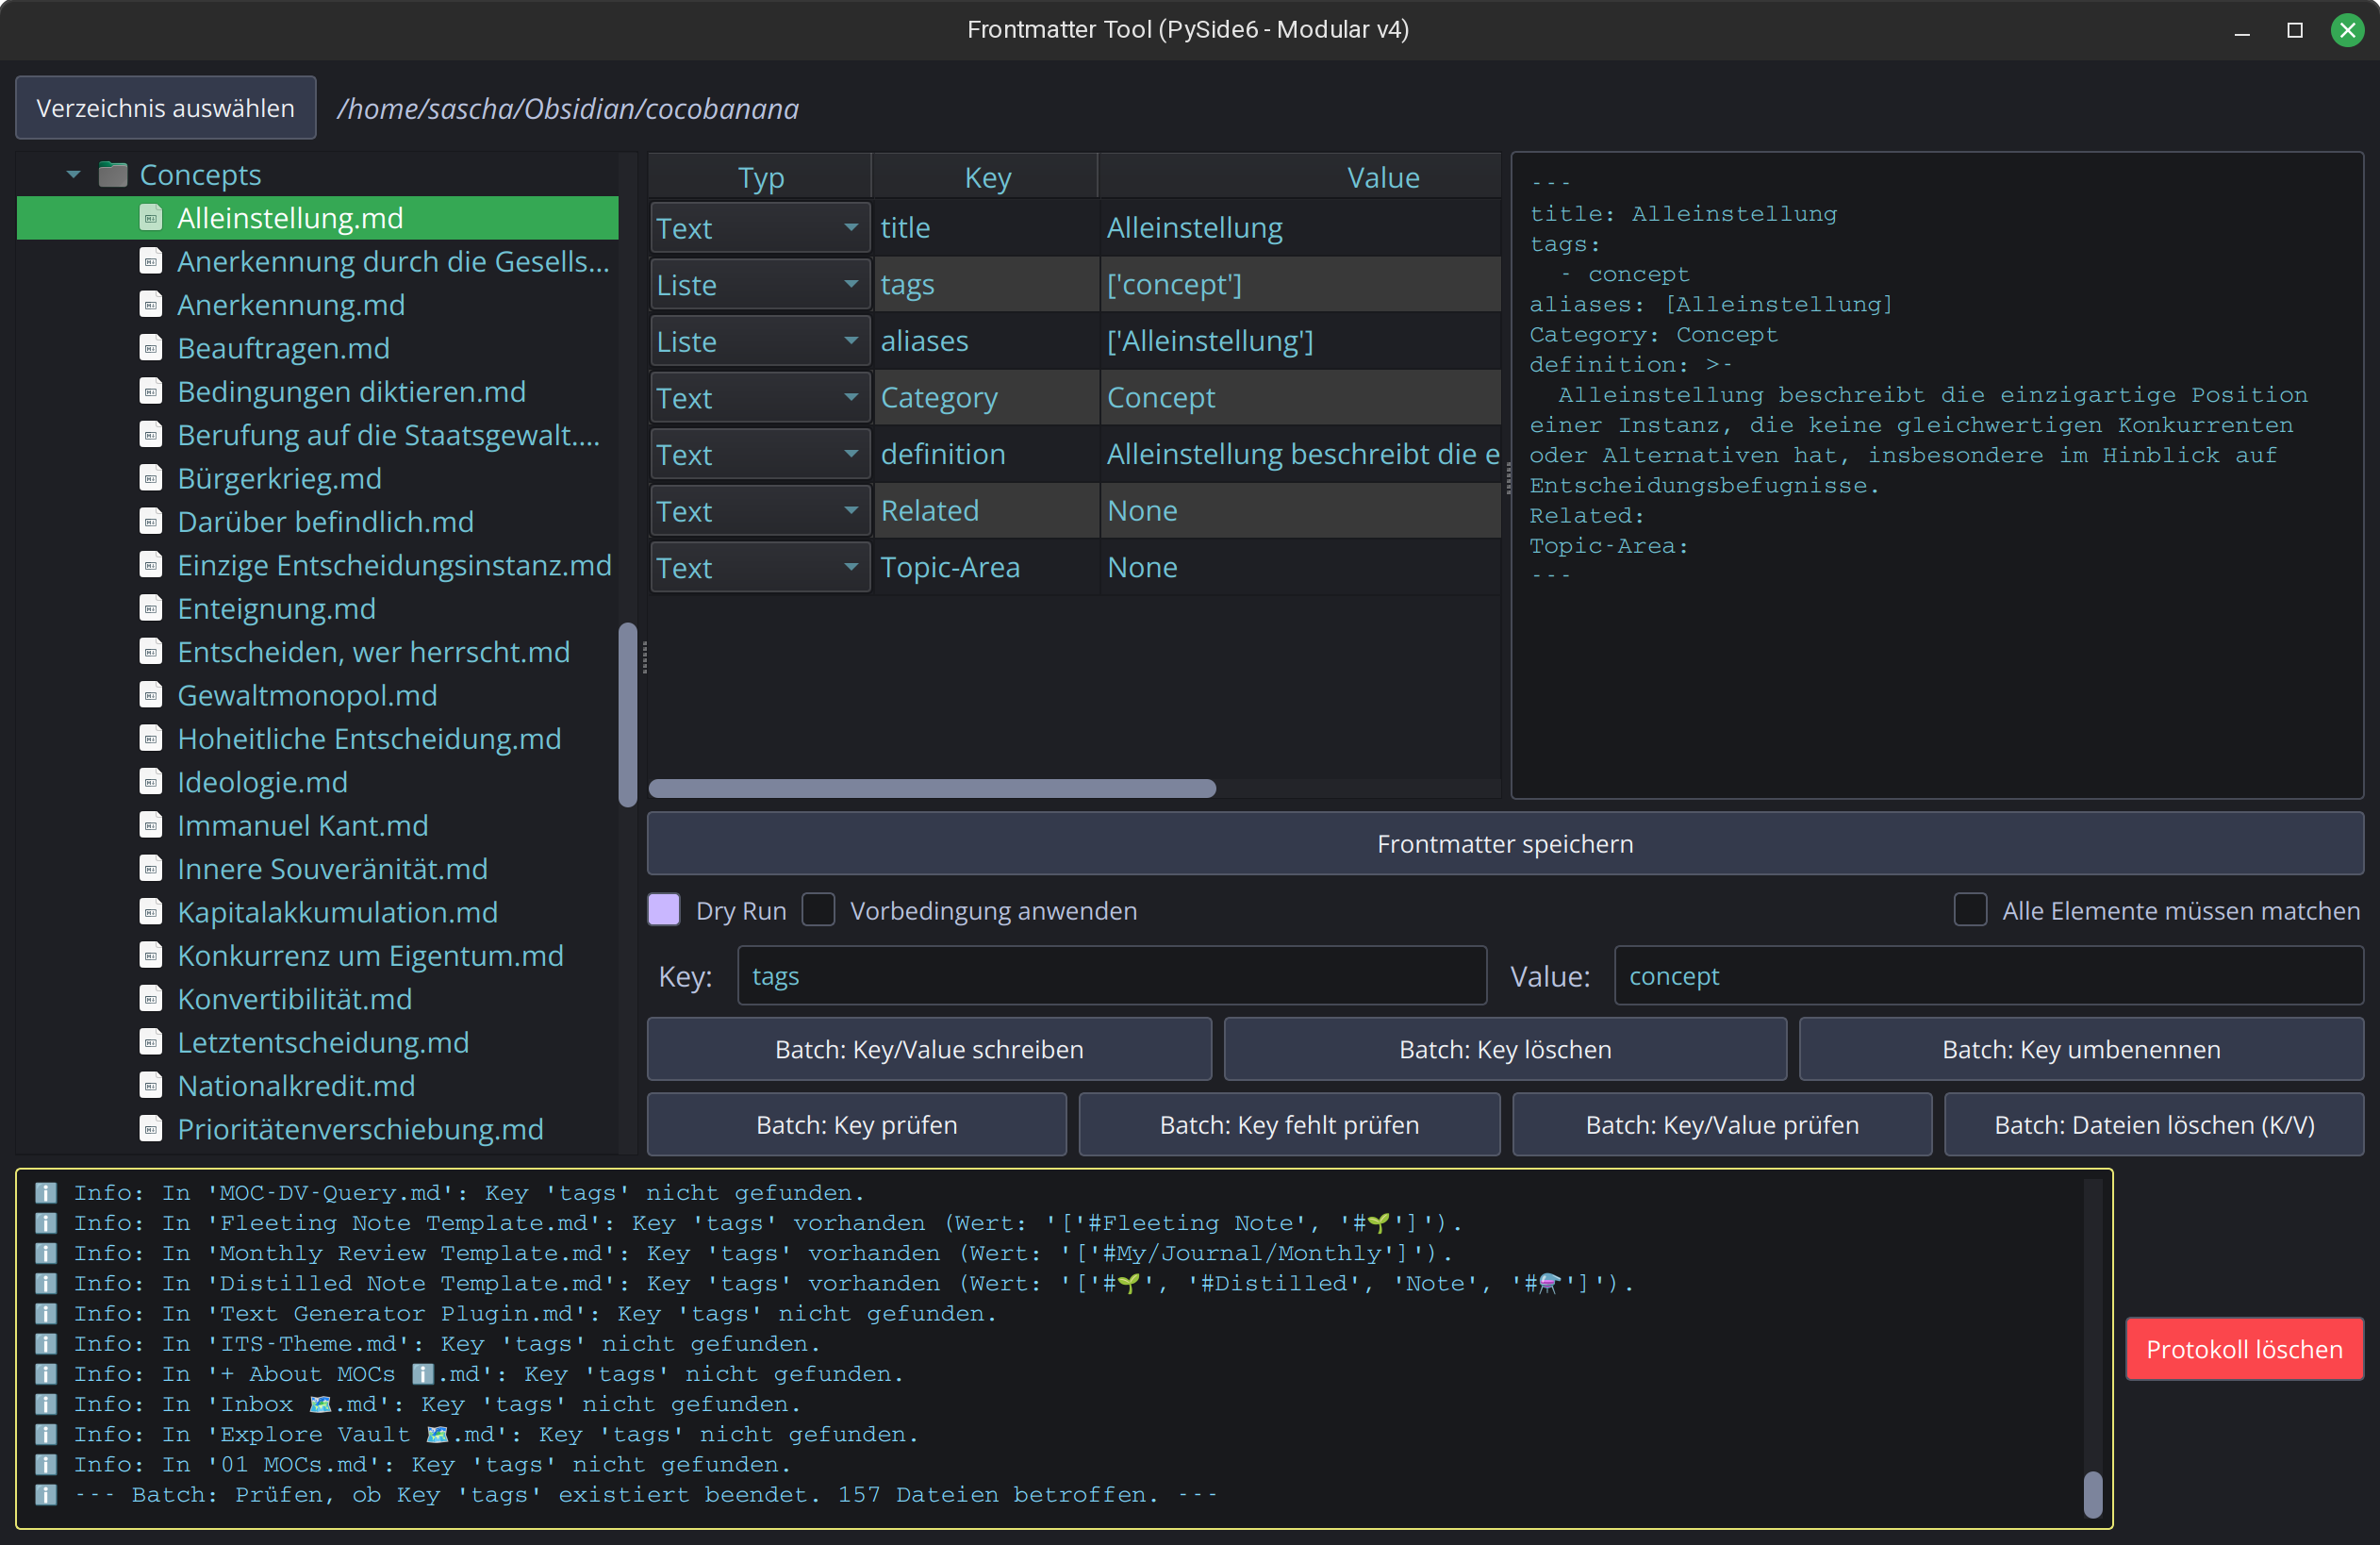 Frontmatter Tool (PySide6 - Modular v4)
Verzeichnis auswählen
/home/sascha/Obsidian/cocobanana
Concepts
Alleinstellung.md
Anerkennung durch die Gesells...
Anerkennung.md
Beauftragen.md
Bedingungen diktieren.md
Berufung auf die Staatsgewalt....
Bürgerkrieg.md
Darüber befindlich.md
Einzige Entscheidungsinstanz.md
Enteignung.md
Entscheiden, wer herrscht.md
Gewaltmonopol.md
Hoheitliche Entscheidung.md
Ideologie.md
Immanuel Kant.md
Innere Souveränität.md
Kapitalakkumulation.md
Konkurrenz um Eigentum.md
Konvertibilität.md
Letztentscheidung.md
Nationalkredit.md
Prioritätenverschiebung.md
Typ Key Value
Text title Alleinstellung
Liste tags ['concept']
Liste aliases ['Alleinstellung']
Text Category Concept
Text definition Alleinstellung beschreibt die e
Text Related None
Text Topic-Area None
---
title: Alleinstellung
tags:
  - concept
aliases: [Alleinstellung]
Category: Concept
definition: >-
  Alleinstellung beschreibt die einzigartige Position
einer Instanz, die keine gleichwertigen Konkurrenten
oder Alternativen hat, insbesondere im Hinblick auf
Entscheidungsbefugnisse.
Related:
Topic-Area:
---
Frontmatter speichern
Dry Run Vorbedingung anwenden Alle Elemente müssen matchen
Key: tags Value: concept
Batch: Key/Value schreiben Batch: Key löschen Batch: Key umbenennen
Batch: Key prüfen Batch: Key fehlt prüfen Batch: Key/Value prüfen Batch: Dateien löschen (K/V)
ℹ️ Info: In 'MOC-DV-Query.md': Key 'tags' nicht gefunden.
ℹ️ Info: In 'Fleeting Note Template.md': Key 'tags' vorhanden (Wert: '['#Fleeting Note', '#🌱']').
ℹ️ Info: In 'Monthly Review Template.md': Key 'tags' vorhanden (Wert: '['#My/Journal/Monthly']').
ℹ️ Info: In 'Distilled Note Template.md': Key 'tags' vorhanden (Wert: '['#🌱', '#Distilled', 'Note', '#⚗️']').
ℹ️ Info: In 'Text Generator Plugin.md': Key 'tags' nicht gefunden.
ℹ️ Info: In 'ITS-Theme.md': Key 'tags' nicht gefunden.
ℹ️ Info: In '+ About MOCs ℹ️.md': Key 'tags' nicht gefunden.
ℹ️ Info: In 'Inbox 🗺️.md': Key 'tags' nicht gefunden.
ℹ️ Info: In 'Explore Vault 🗺️.md': Key 'tags' nicht gefunden.
ℹ️ Info: In '01 MOCs.md': Key 'tags' nicht gefunden.
ℹ️ --- Batch: Prüfen, ob Key 'tags' existiert beendet. 157 Dateien betroffen. ---
Protokoll löschen